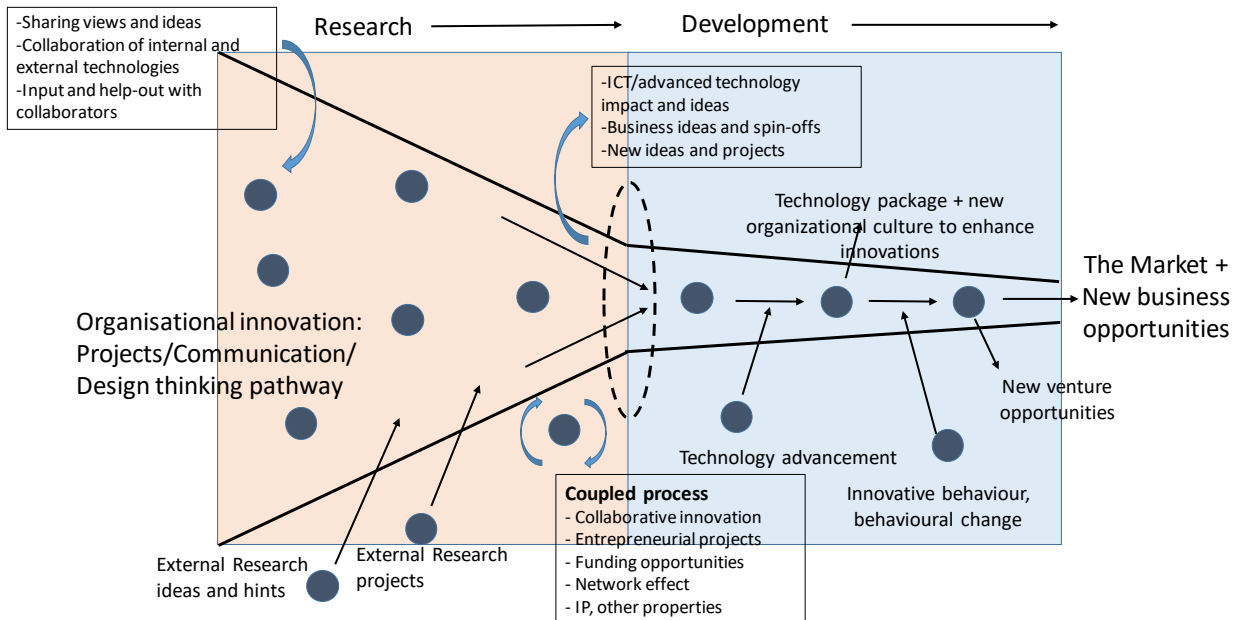 -Sharing views and ideas
-Collaboration of internal and
external technologies
-Input and help-out with
collaborators
Research
Development
-ICT/advanced technology
impact and ideas
-Business ideas and spin-offs
-New ideas and projects
Technology package + new
organizational culture to enhance
innovations
The Market +
New business
opportunities
Organisational innovation:
Projects/Communication/
Design thinking pathway
New venture
opportunities
Technology advancement
Innovative behaviour,
behavioural change
Coupled process
- Collaborative innovation
- Entrepreneurial projects
- Funding opportunities
- Network effect
- IP, other properties
External Research
projects
External Research
ideas and hints